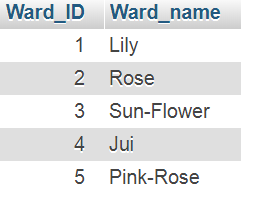 Ward_ID Ward_name
1 Lily
2 Rose
3 Sun-Flower
4 Jui
5 Pink-Rose